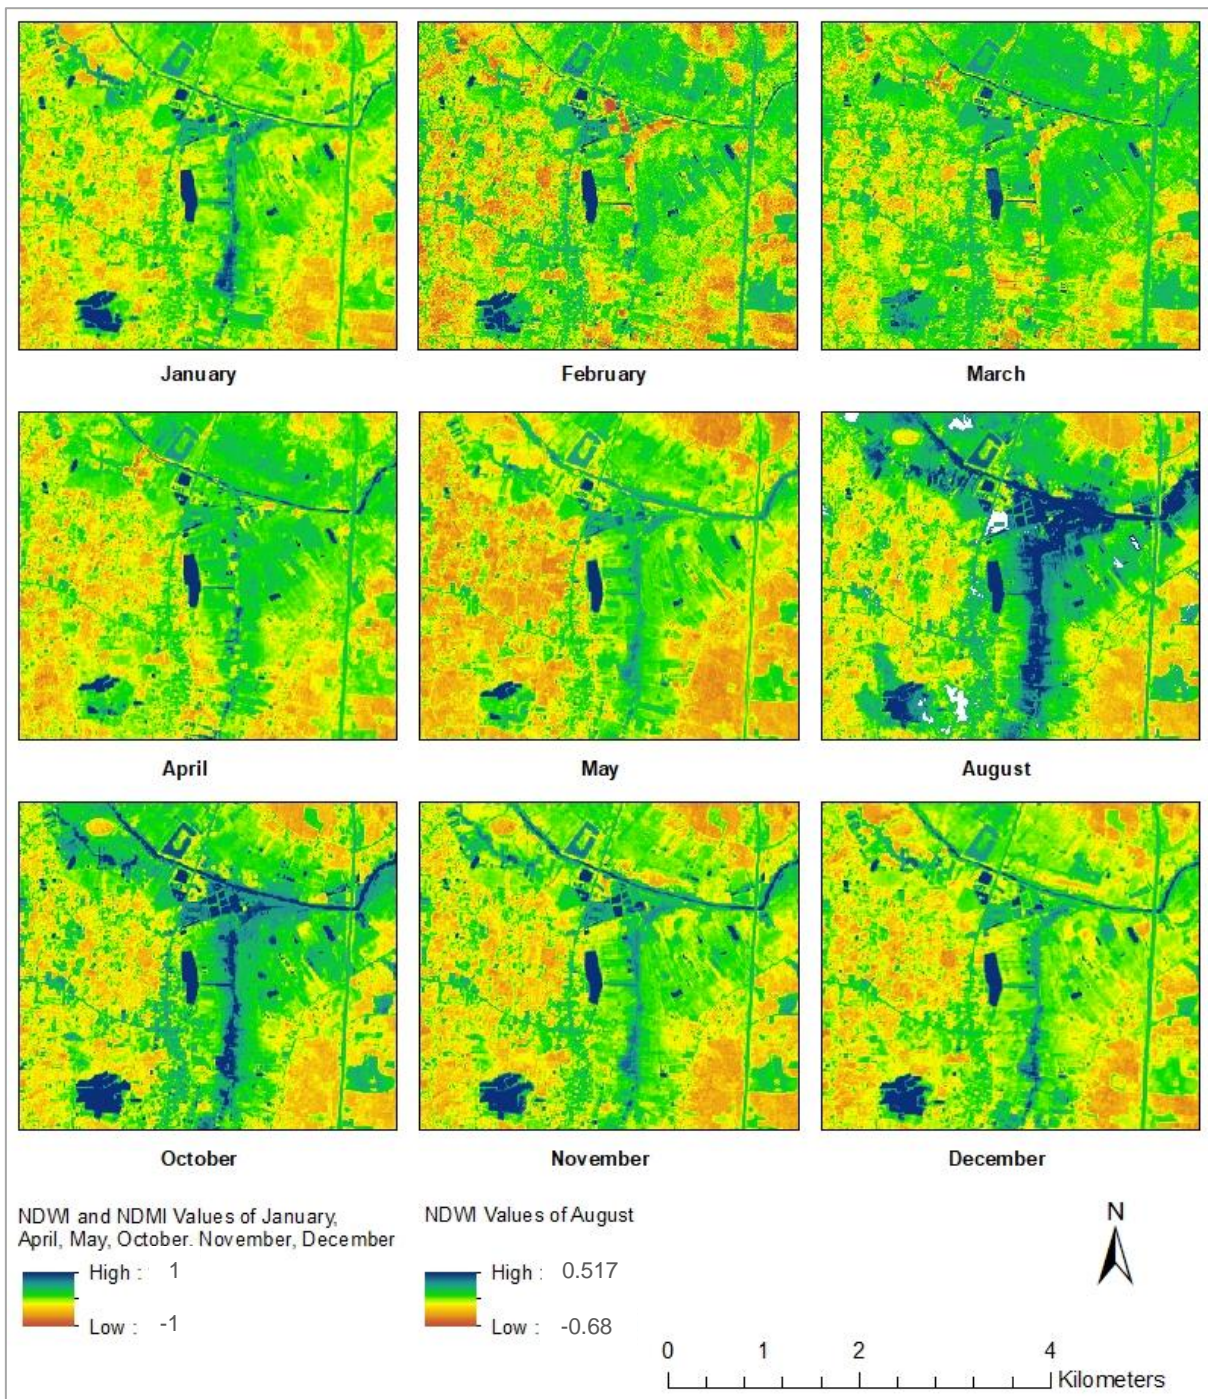 January
February
March
April
May
August
October
November
December
NDWI and NDMI Values of January,
April, May, October. November, December
High : 1
Low : -1
NDWI Values of August
High : 0.517
Low : -0.68
N
0 1 2 4
Kilometers